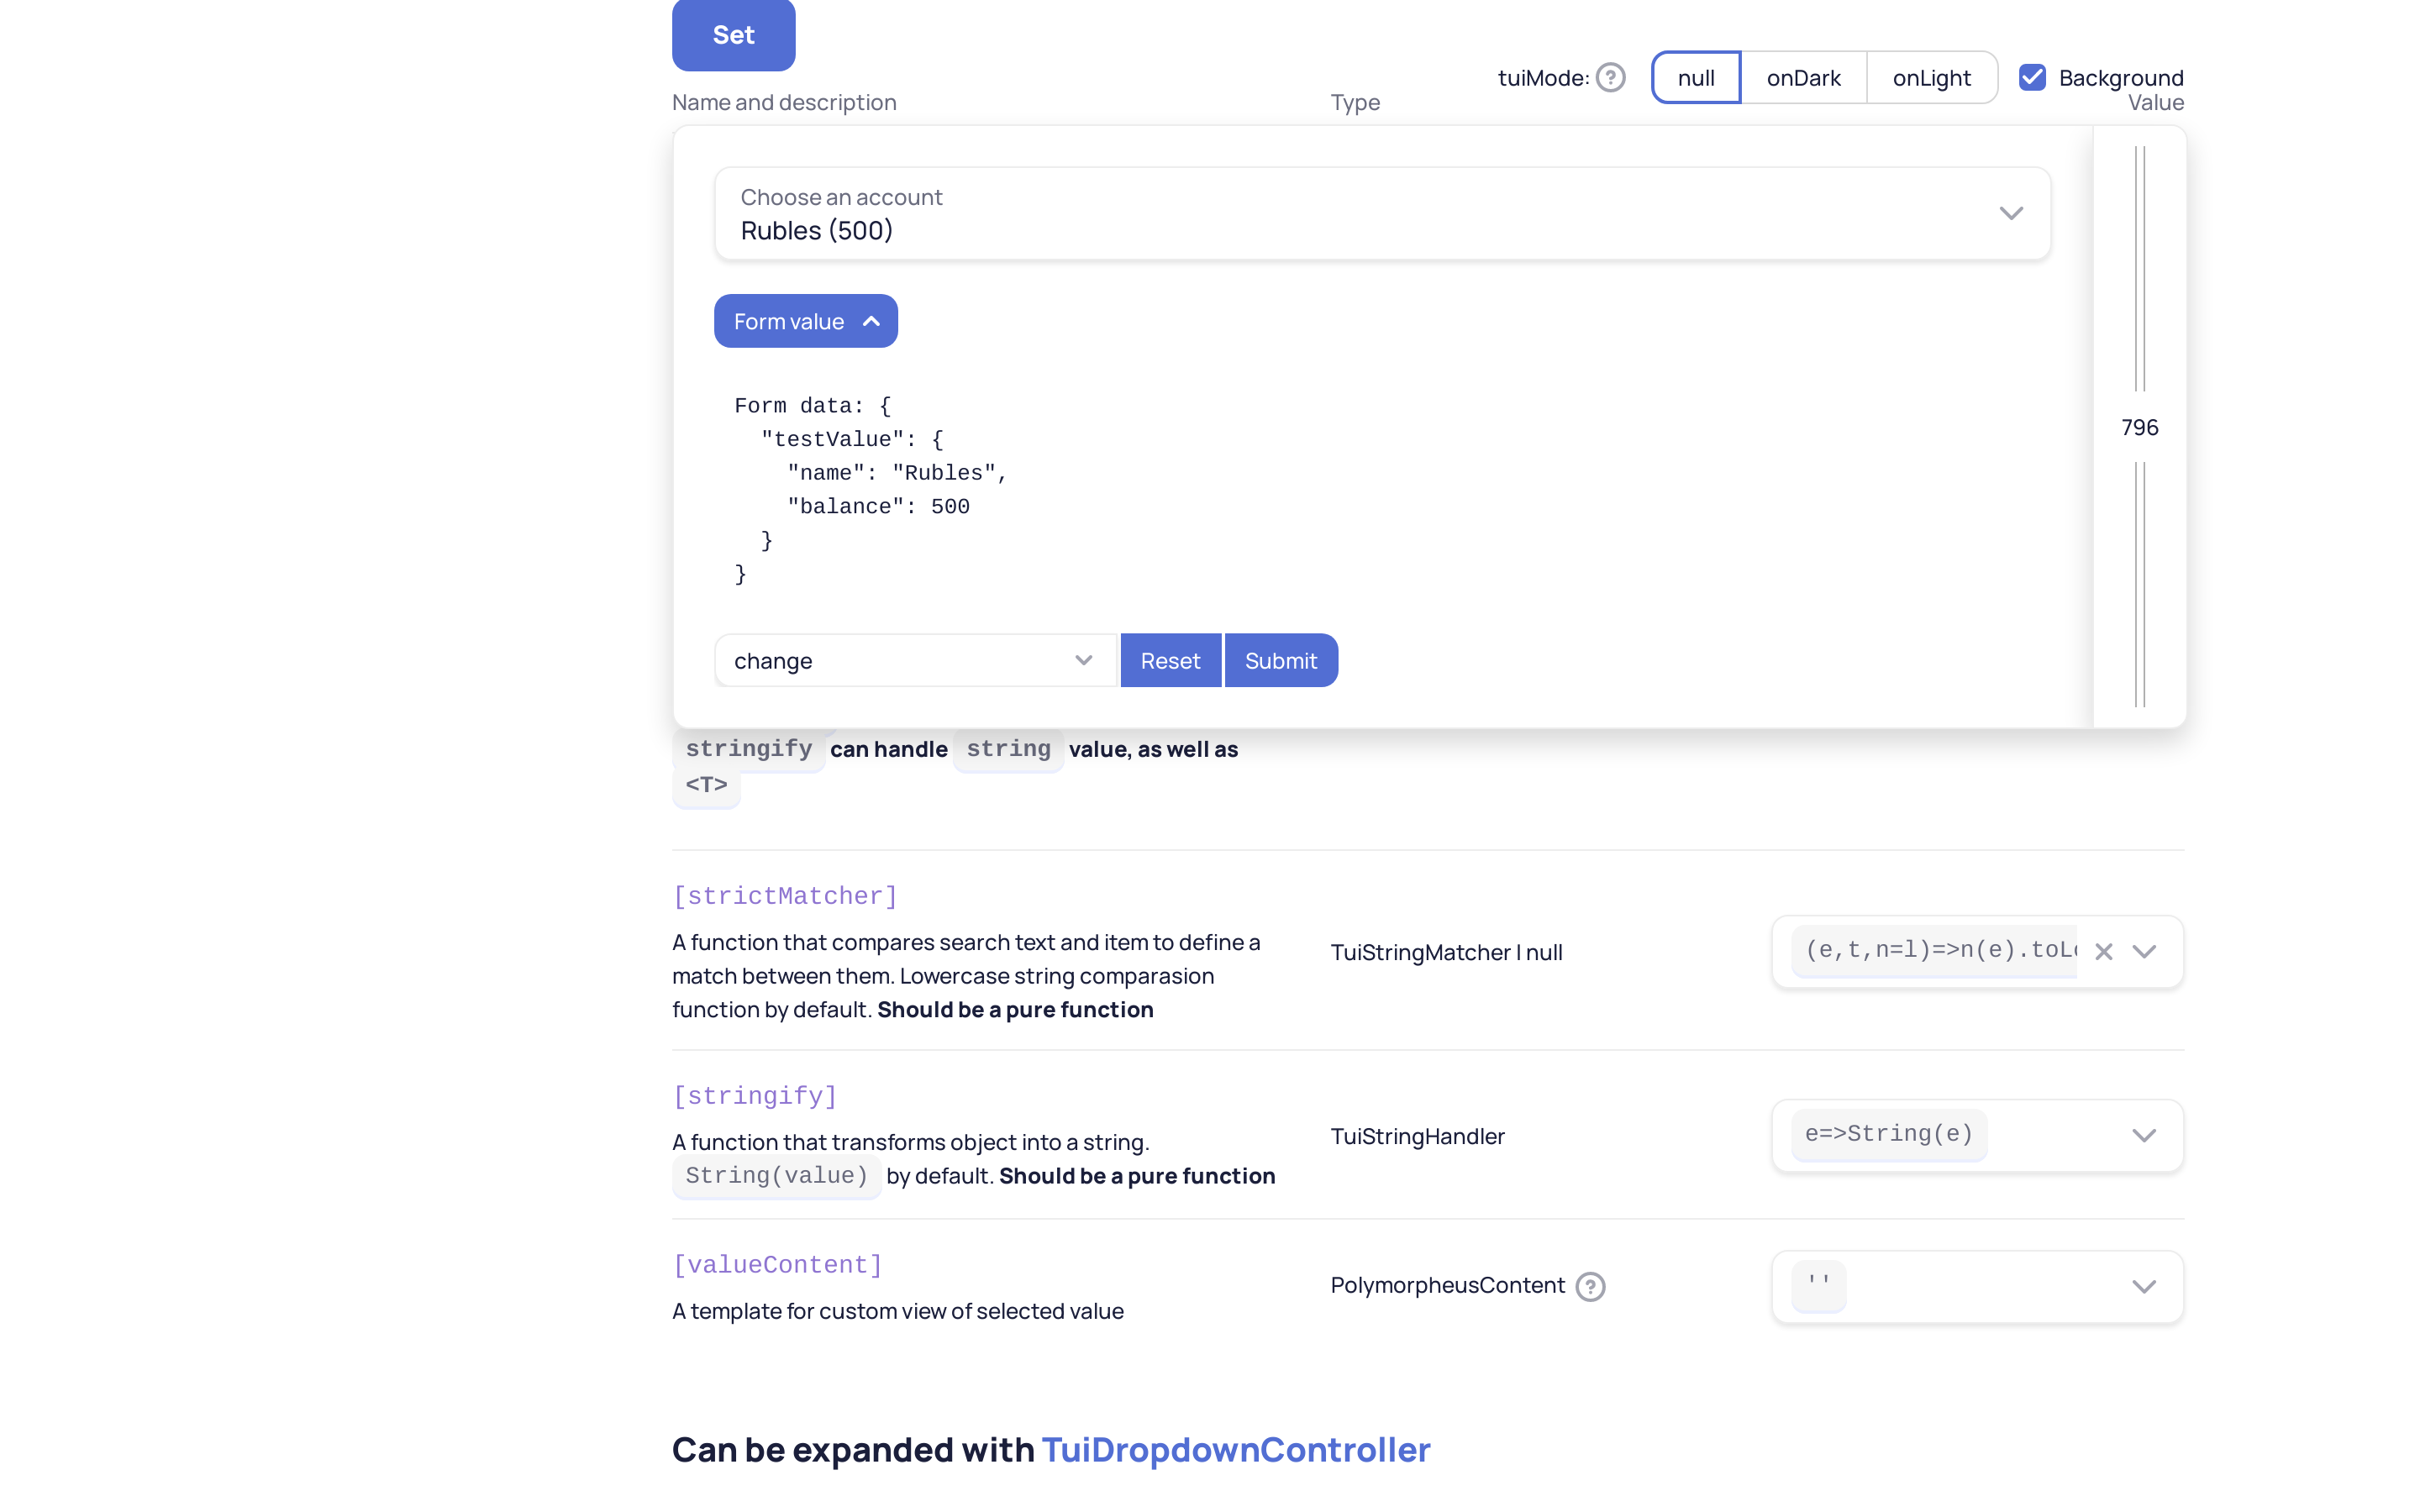 Set
tuiMode: null onDark onLight Background
Name and description Type Value
Choose an account
Rubles (500)
Form value
Form data: {
"testValue": {
"name": "Rubles",
"balance": 500
}
}
796
change Reset Submit
stringify can handle string value, as well as
<T>
[strictMatcher]
A function that compares search text and item to define a
match between them. Lowercase string comparasion
function by default. Should be a pure function
TuiStringMatcher | null
(e,t,n=l)=>n(e).toLo
[stringify]
A function that transforms object into a string.
String(value) by default. Should be a pure function
TuiStringHandler
e=>String(e)
[valueContent]
A template for custom view of selected value
PolymorpheusContent
''
Can be expanded with TuiDropdownController